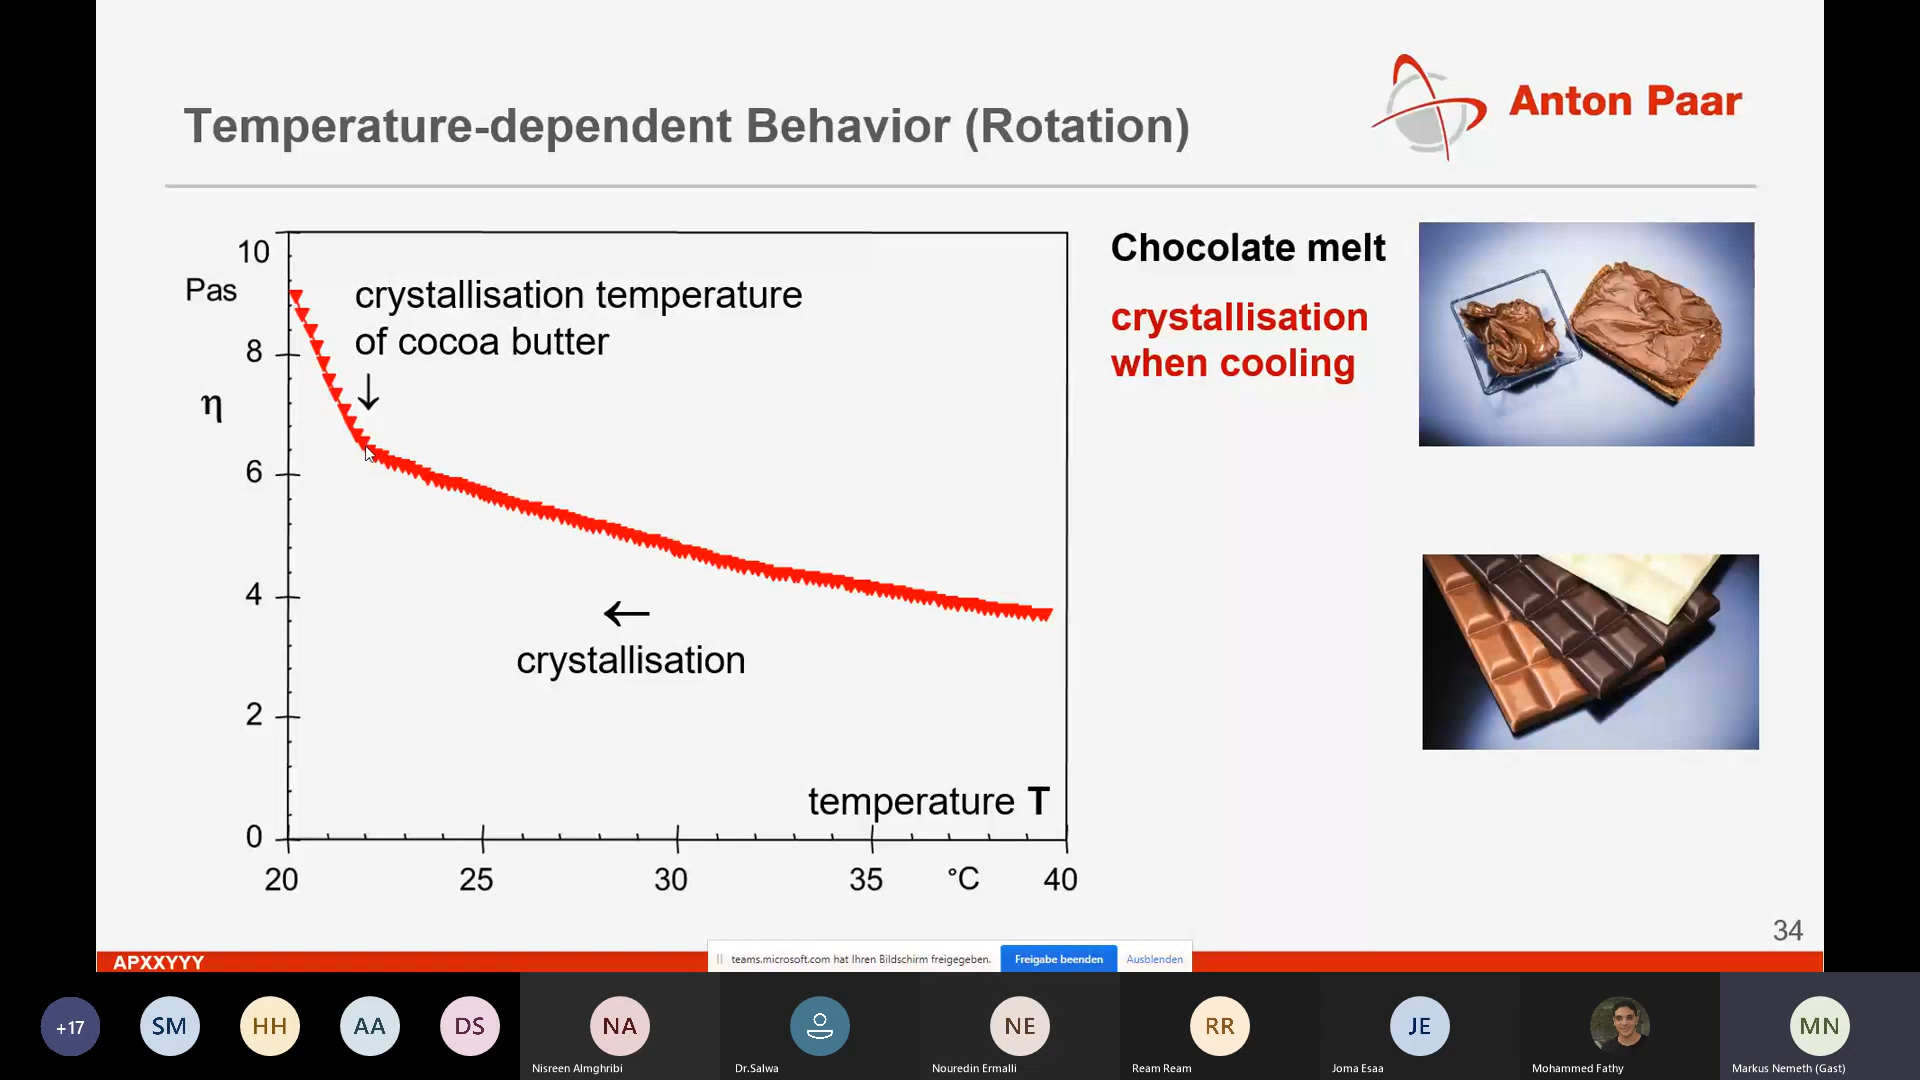 Temperature-dependent Behavior (Rotation)
Anton Paar
10
Pas
8
η
6
4
2
0
crystallisation temperature
of cocoa butter
↓
←
crystallisation
temperature T
20
25
30
35
°C
40
Chocolate melt
crystallisation
when cooling
34
APXXYYY
teams.microsoft.com hat Ihren Bildschirm freigegeben.
Freigabe beenden
Ausblenden
+17
SM
HH
AA
DS
NA
NE
RR
JE
MN
Nisreen Almghribi
Dr.Salwa
Nouredin Ermalli
Ream Ream
Joma Esaa
Mohammed Fathy
Markus Nemeth (Gast)